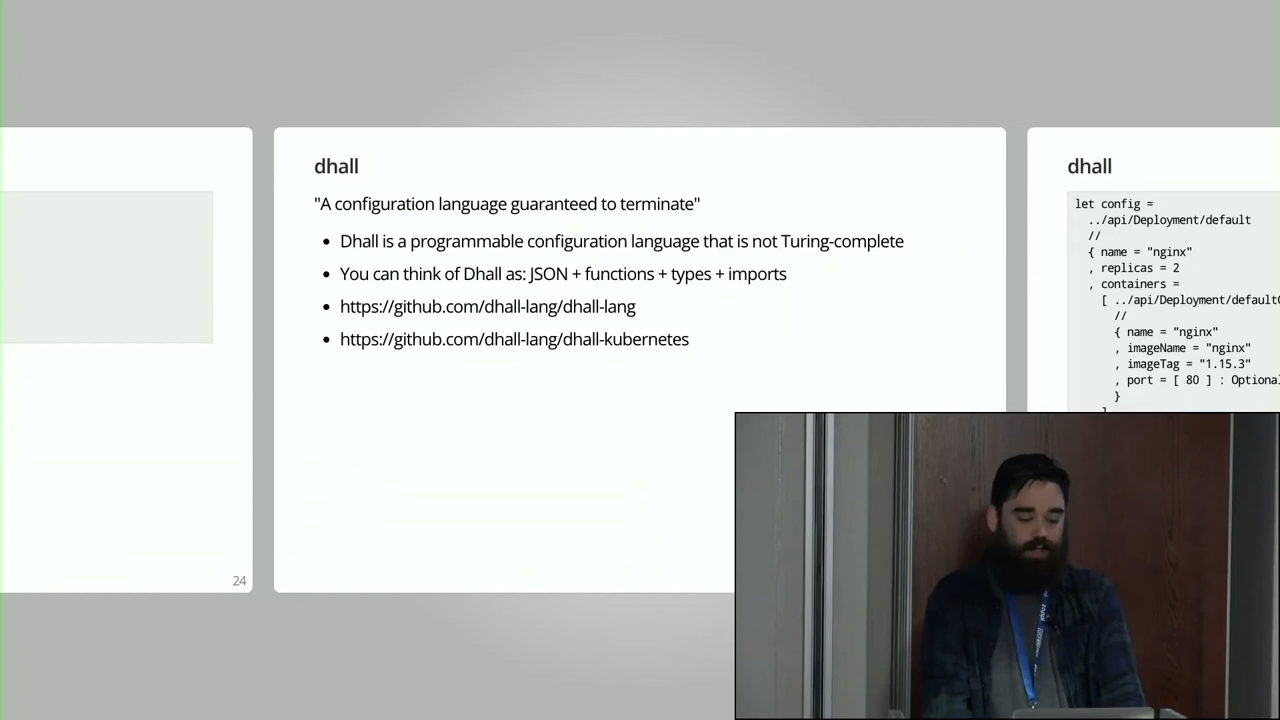 24
dhall
"A configuration language guaranteed to terminate"
Dhall is a programmable configuration language that is not Turing-complete
You can think of Dhall as: JSON + functions + types + imports
https://github.com/dhall-lang/dhall-lang
https://github.com/dhall-lang/dhall-kubernetes
dhall
let config =
../api/Deployment/default
//
{ name = "nginx"
, replicas = 2
, containers =
[ ../api/Deployment/default
//
{ name = "nginx"
, imageName = "nginx"
, imageTag = "1.15.3"
, port = [ 80 ] : Optional
}
]